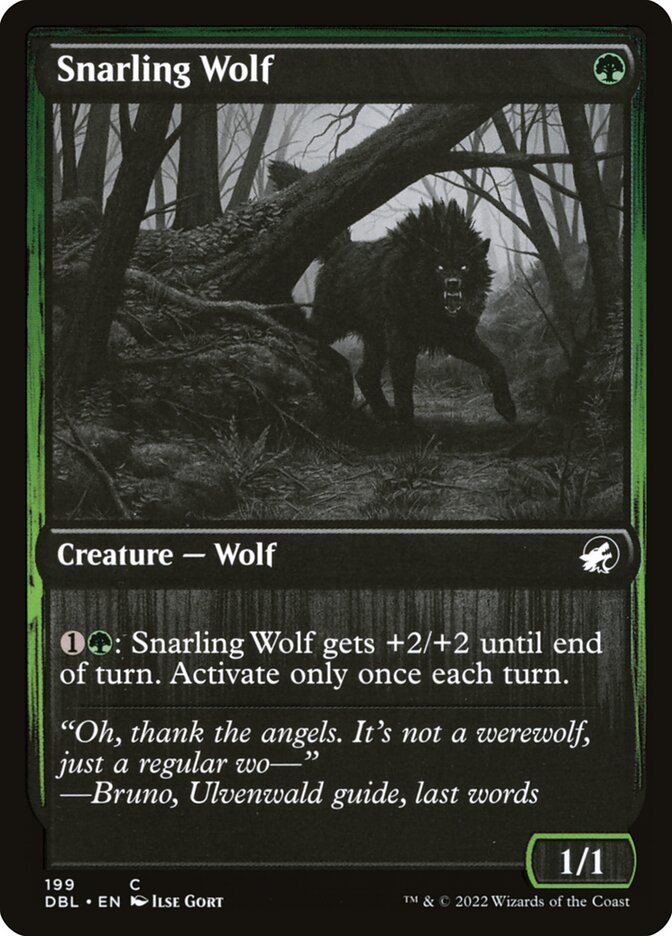 Snarling Wolf
Creature — Wolf
1: Snarling Wolf gets +2/+2 until end
of turn. Activate only once each turn.
“Oh, thank the angels. It’s not a werewolf,
just a regular wo—”
—Bruno, Ulvenwald guide, last words
1/1
199 C
DBL • EN Ilse Gort
™ & © 2022 Wizards of the Coast